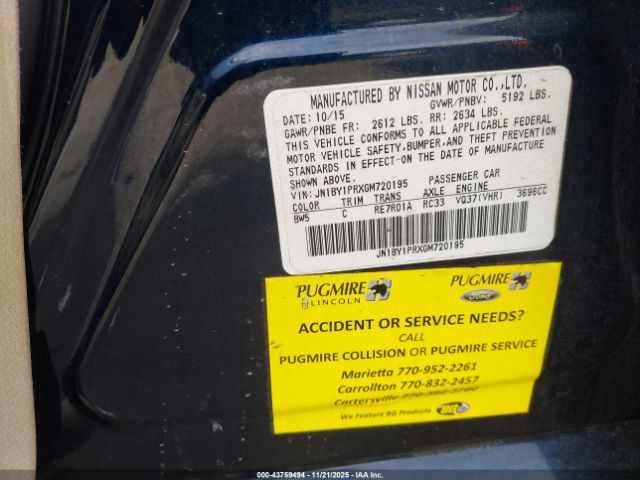 MANUFACTURED BY NISSAN MOTOR CO.,LTD.
DATE: 10/15 GVWR/PNBV: 5192 LBS.
GAWR/PNBE FR: 2612 LBS. RR: 2634 LBS.
THIS VEHICLE CONFORMS TO ALL APPLICABLE FEDERAL
MOTOR VEHICLE SAFETY,BUMPER,AND THEFT PREVENTION
STANDARDS IN EFFECT ON THE DATE OF MANUFACTURE
SHOWN ABOVE.
VIN: JN1BY1PRXGM720195 PASSENGER CAR
COLOR TRIM TRANS AXLE ENGINE
BW5 C RE7R01A RC33 VQ37(VHR) 3696CC
JN1BY1PRXGM720195
PUGMIRE PUGMIRE
LINCOLN Ford
ACCIDENT OR SERVICE NEEDS?
CALL
PUGMIRE COLLISION OR PUGMIRE SERVICE
Marietta 770-952-2261
Carrollton 770-832-2457
Cartersville
We Feature BG Products BG
000-43759494 - 11/21/2025 - IAA Inc.